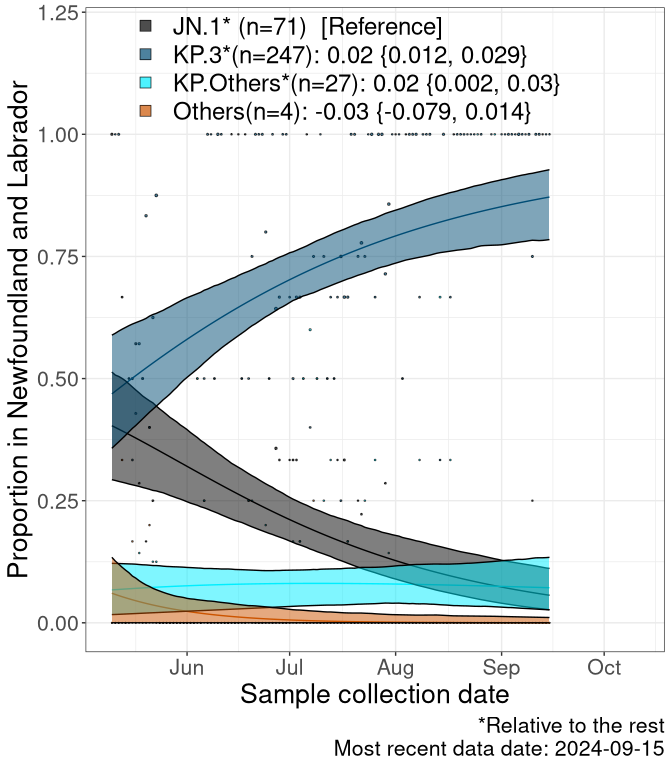 1.25
JN.1* (n=71)  [Reference]
KP.3*(n=247): 0.02 {0.012, 0.029}
KP.Others*(n=27): 0.02 {0.002, 0.03}
Others(n=4): -0.03 {-0.079, 0.014}
1.00
0.75
0.50
0.25
0.00
Proportion in Newfoundland and Labrador
Jun Jul Aug Sep Oct
Sample collection date
*Relative to the rest
Most recent data date: 2024-09-15